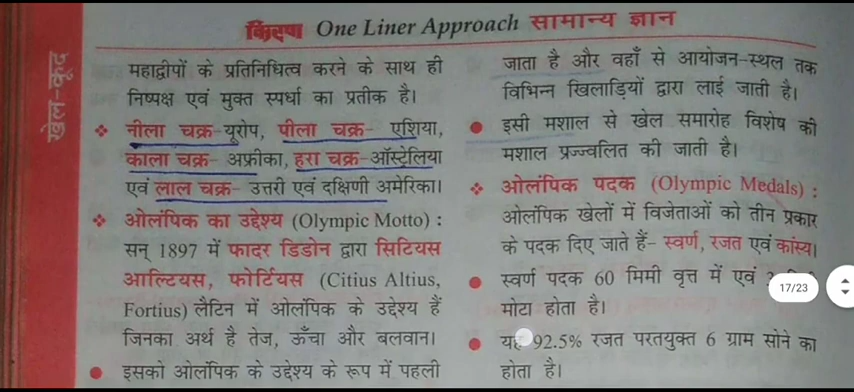 किरण One Liner Approach सामान्य ज्ञान
खेल-कूद
महाद्वीपों के प्रतिनिधित्व करने के साथ ही
निष्पक्ष एवं मुक्त स्पर्धा का प्रतीक है।
❖ नीला चक्र-यूरोप, पीला चक्र- एशिया,
काला चक्र- अफ्रीका, हरा चक्र-ऑस्ट्रेलिया
एवं लाल चक्र- उत्तरी एवं दक्षिणी अमेरिका।
❖ ओलंपिक का उद्देश्य (Olympic Motto) :
सन् 1897 में फादर डिडोन द्वारा सिटियस
आल्टियस, फोर्टियस (Citius Altius,
Fortius) लैटिन में ओलंपिक के उद्देश्य हैं
जिनका अर्थ है तेज, ऊँचा और बलवान।
● इसको ओलंपिक के उद्देश्य के रूप में पहली
जाता है और वहाँ से आयोजन-स्थल तक
विभिन्न खिलाड़ियों द्वारा लाई जाती है।
● इसी मशाल से खेल समारोह विशेष की
मशाल प्रज्ज्वलित की जाती है।
❖ ओलंपिक पदक (Olympic Medals) :
ओलंपिक खेलों में विजेताओं को तीन प्रकार
के पदक दिए जाते हैं- स्वर्ण, रजत एवं कांस्य।
● स्वर्ण पदक 60 मिमी वृत्त में एवं
मोटा होता है।
● यह 92.5% रजत परतयुक्त 6 ग्राम सोने का
होता है।
17/23